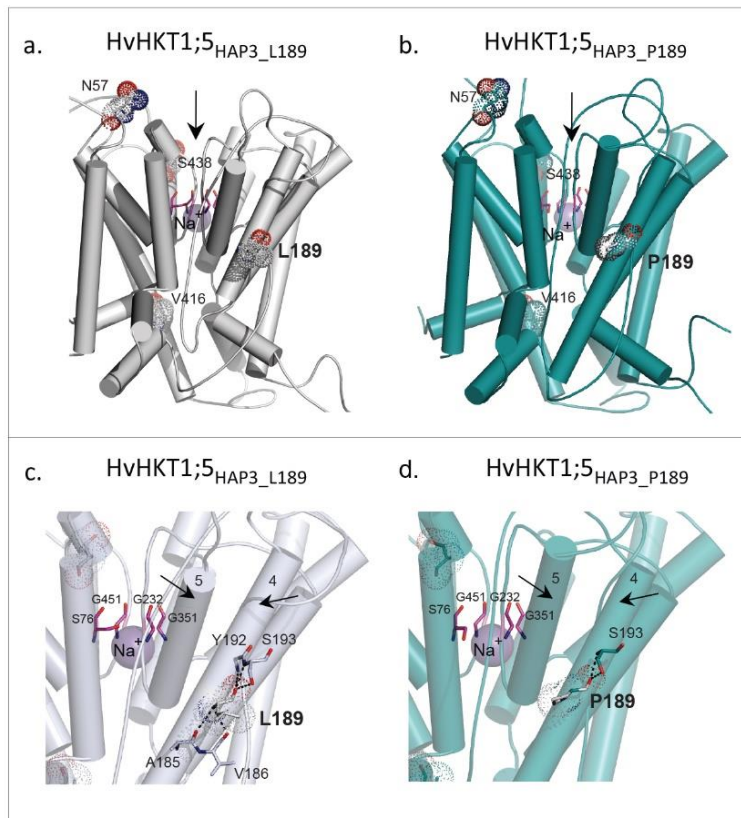 a.
HvHKT1;5HAP3_L189
N57
S438
Na+
L189
V416
b.
HvHKT1;5HAP3_P189
N57
S438
Na+
P189
V416
c.
HvHKT1;5HAP3_L189
5
4
G451
G232
S76
G351
Na+
Y192
S193
L189
A185
V186
d.
HvHKT1;5HAP3_P189
5
4
G451
G232
S76
G351
Na+
S193
P189